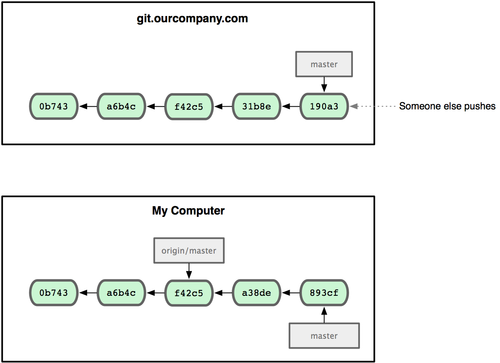 git.ourcompany.com
master
0b743 a6b4c f42c5 31b8e 190a3 Someone else pushes
My Computer
origin/master
0b743 a6b4c f42c5 a38de 893cf
master